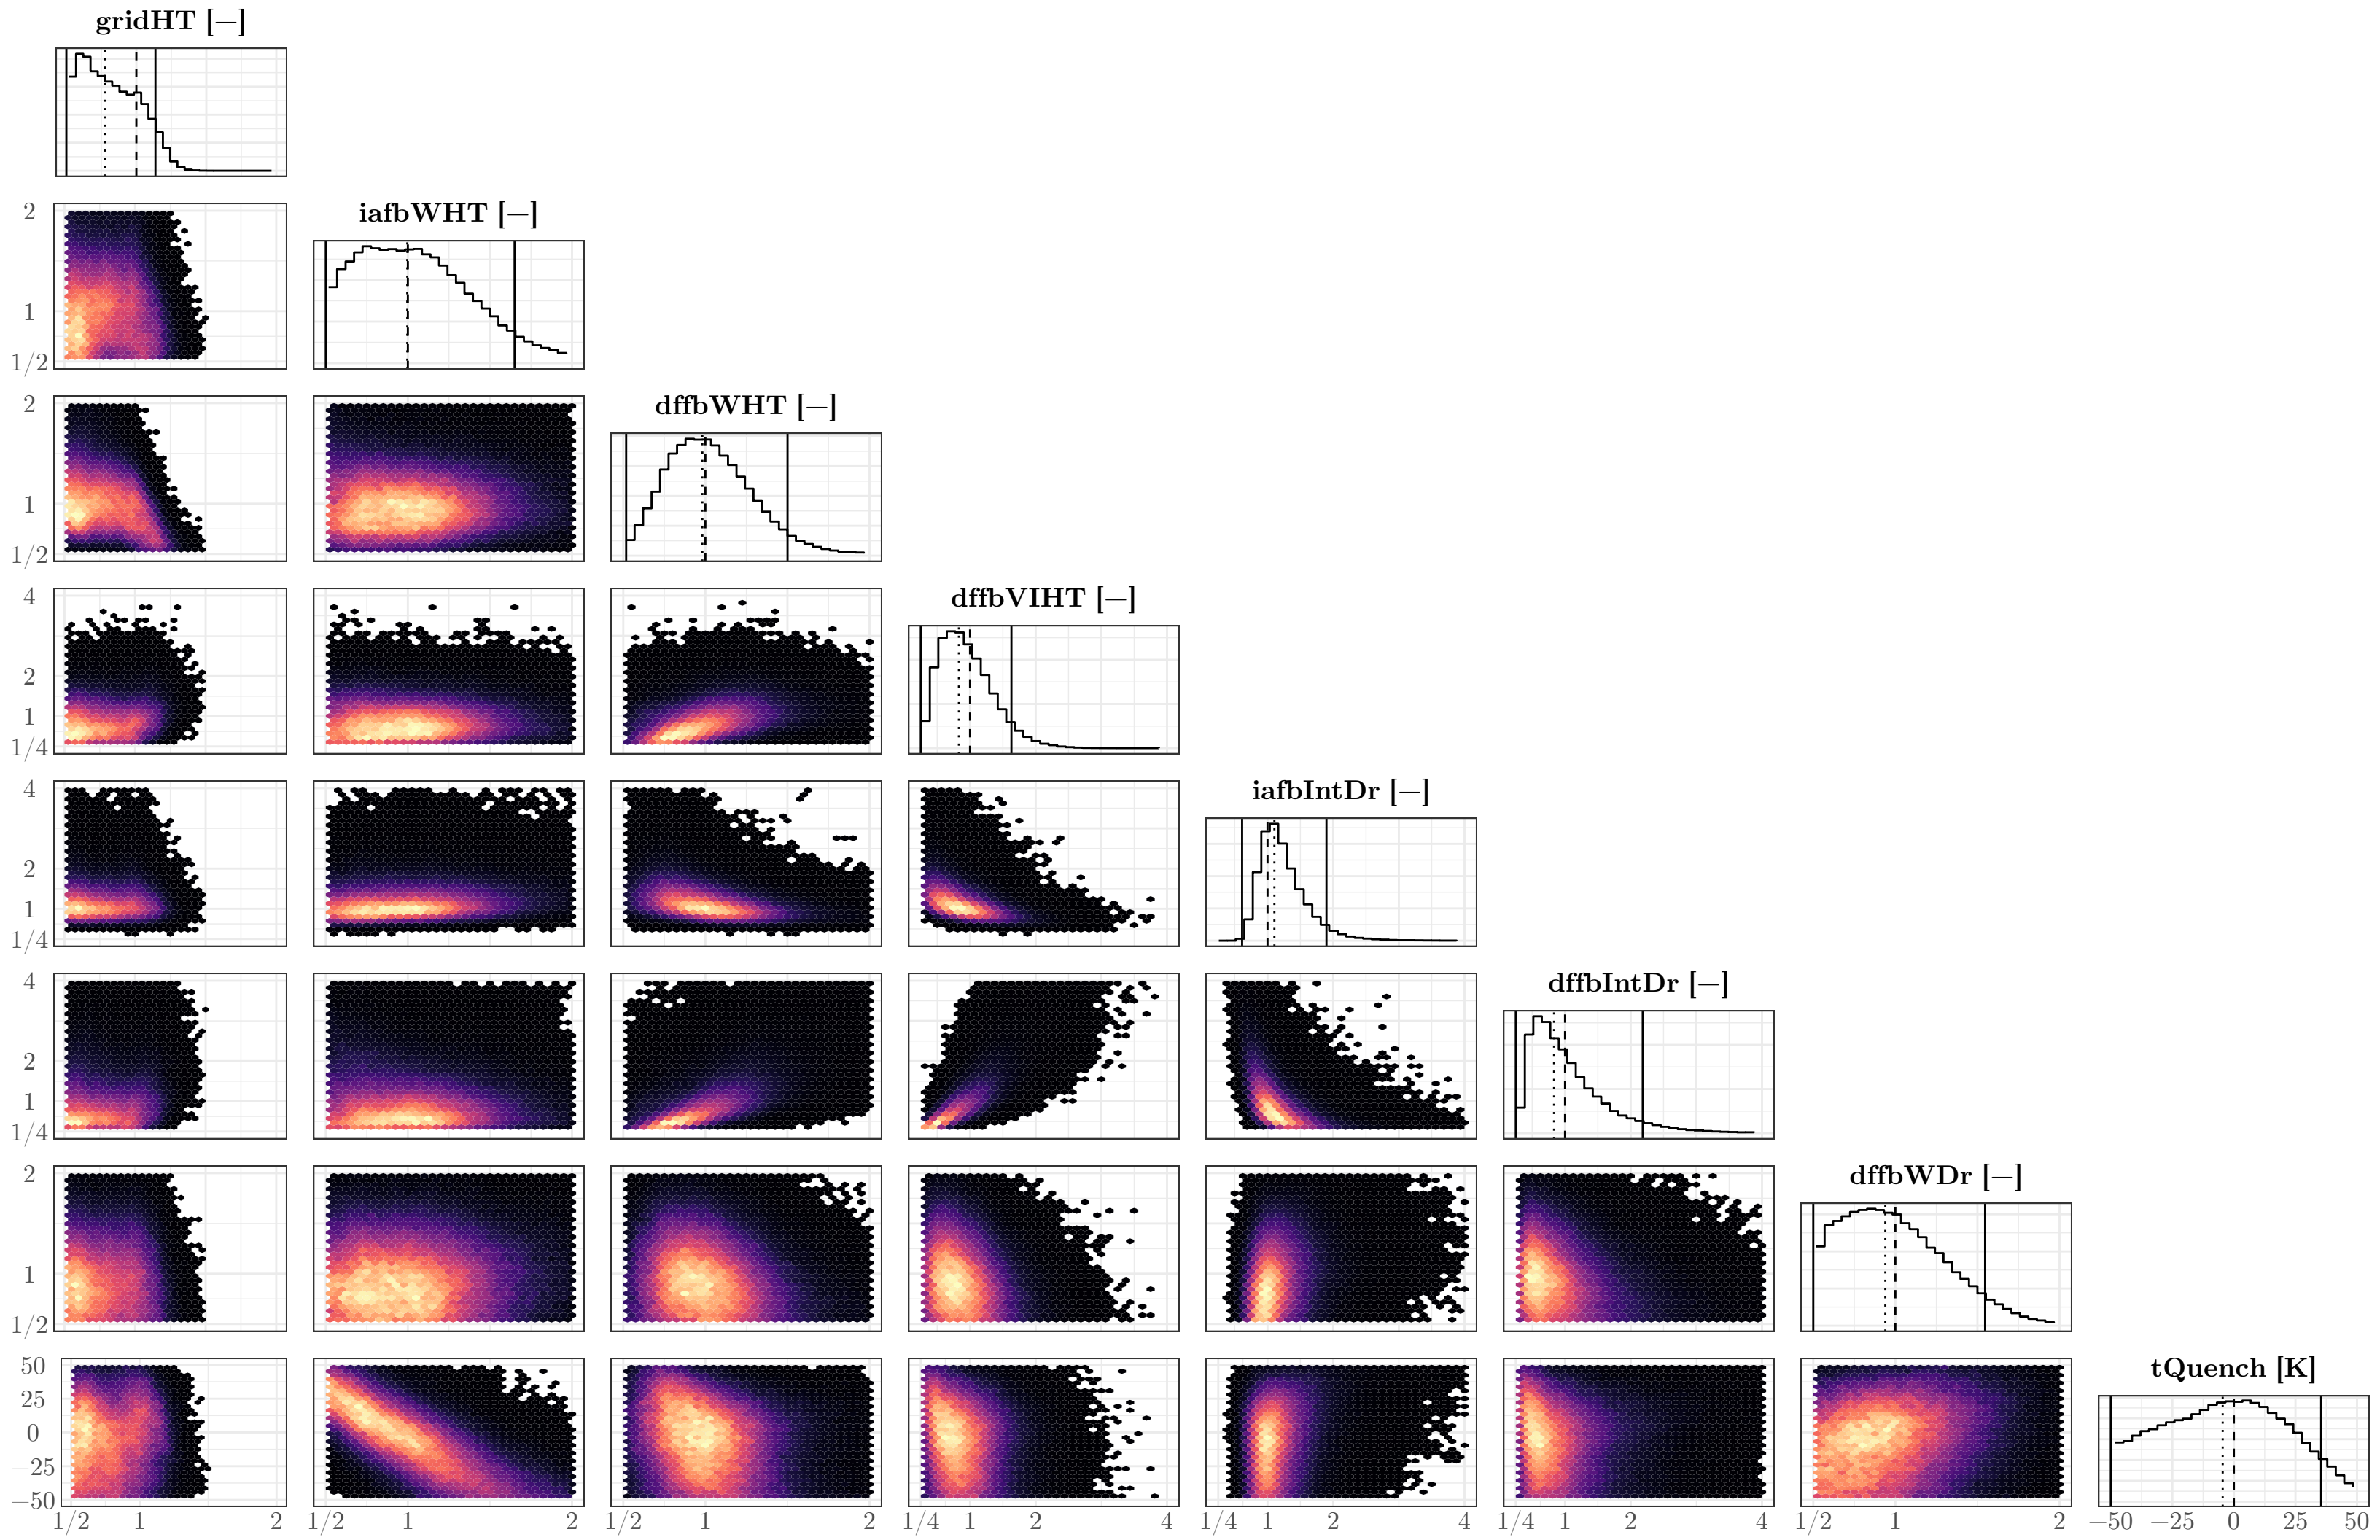 gridHT [−]
2
1
1/2
iafbWHT [−]
2
1
1/2
dffbWHT [−]
4
2
1
1/4
dffbVIHT [−]
4
2
1
1/4
iafbIntDr [−]
4
2
1
1/4
dffbIntDr [−]
2
1
1/2
dffbWDr [−]
50
25
0
−25
−50
tQuench [K]
1/2 1 2 1/2 1 2 1/2 1 2 1/4 1 2 4 1/4 1 2 4 1/4 1 2 4 1/2 1 2 −50 −25 0 25 50